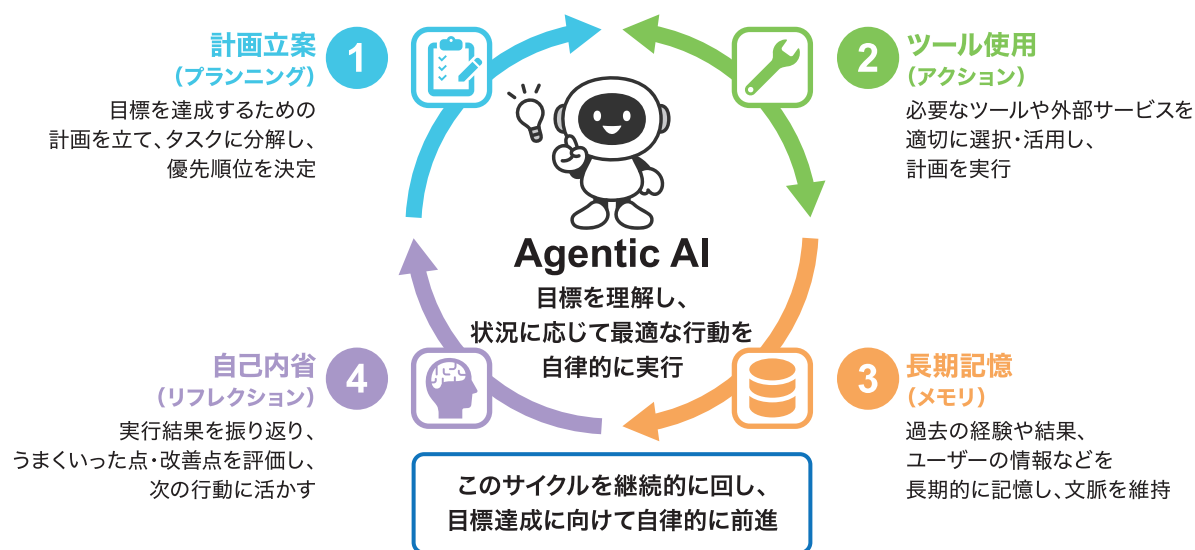 1
計画立案
(プランニング)
目標を達成するための
計画を立て、タスクに分解し、
優先順位を決定
2
ツール使用
(アクション)
必要なツールや外部サービスを
適切に選択・活用し、
計画を実行
Agentic AI
目標を理解し、
状況に応じて最適な行動を
自律的に実行
3
長期記憶
(メモリ)
過去の経験や結果、
ユーザーの情報などを
長期的に記憶し、文脈を維持
4
自己内省
(リフレクション)
実行結果を振り返り、
うまくいった点・改善点を評価し、
次の行動に活かす
このサイクルを継続的に回し、
目標達成に向けて自律的に前進